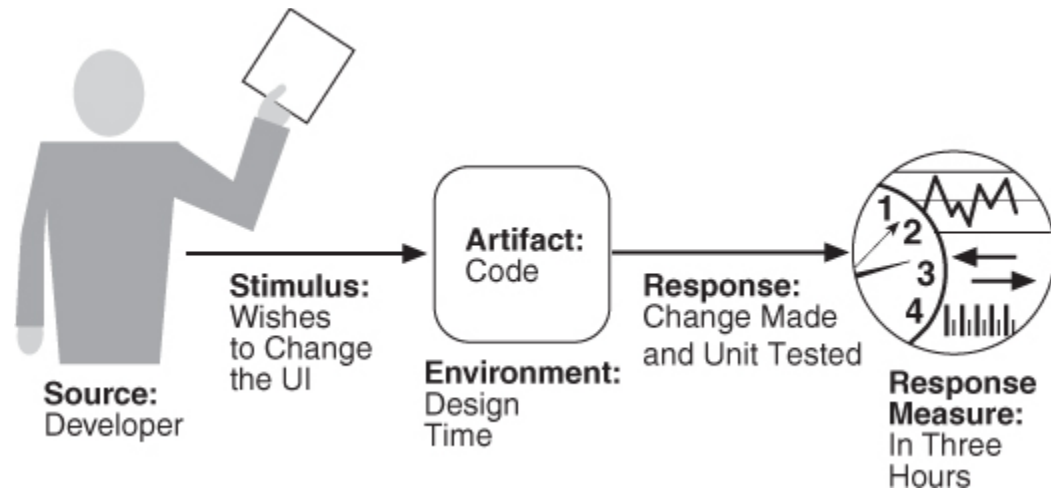 Source:
Developer
Stimulus:
Wishes
to Change
the UI
Artifact:
Code
Environment:
Design
Time
Response:
Change Made
and Unit Tested
1
2
3
4
Response
Measure:
In Three
Hours